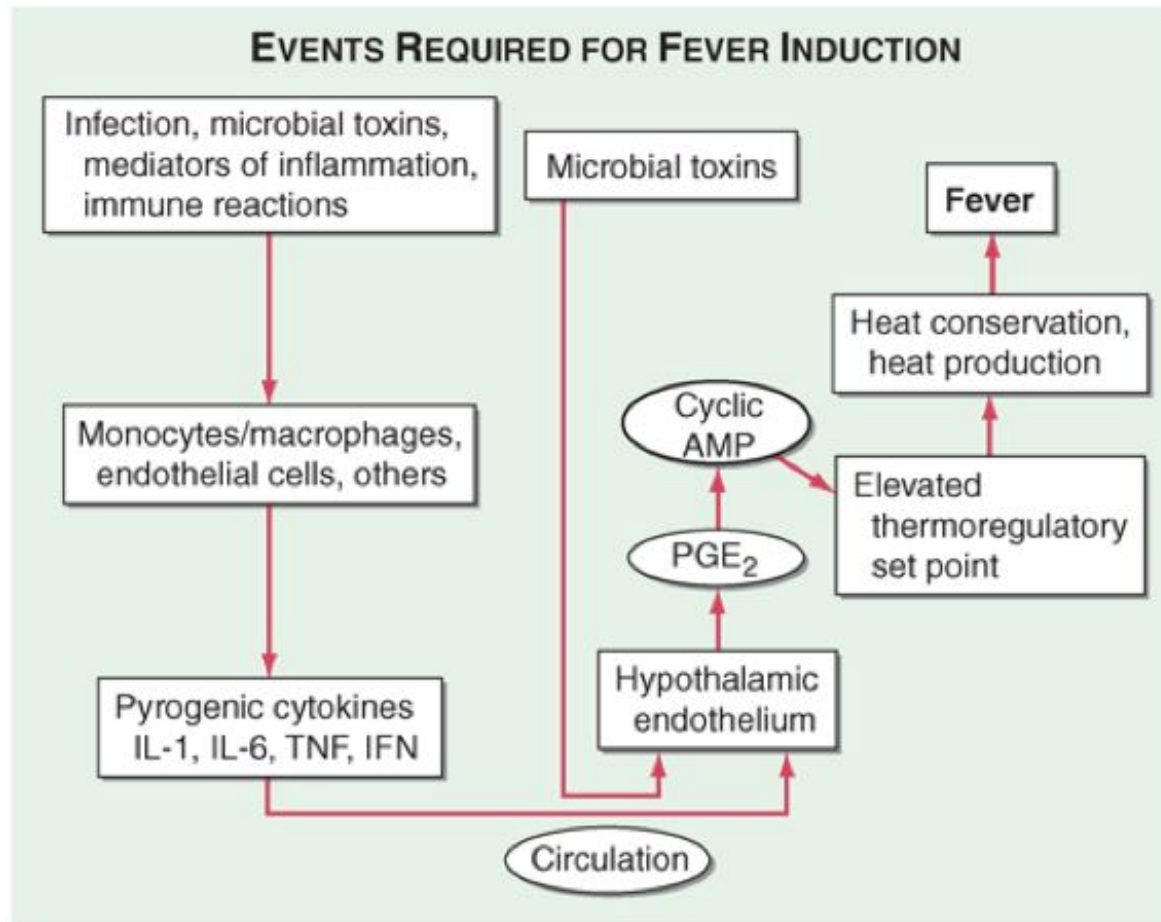 EVENTS REQUIRED FOR FEVER INDUCTION
Infection, microbial toxins,
mediators of inflammation,
immune reactions
Monocytes/macrophages,
endothelial cells, others
Pyrogenic cytokines
IL-1, IL-6, TNF, IFN
Circulation
Microbial toxins
Hypothalamic
endothelium
PGE₂
Cyclic
AMP
Elevated
thermoregulatory
set point
Heat conservation,
heat production
Fever